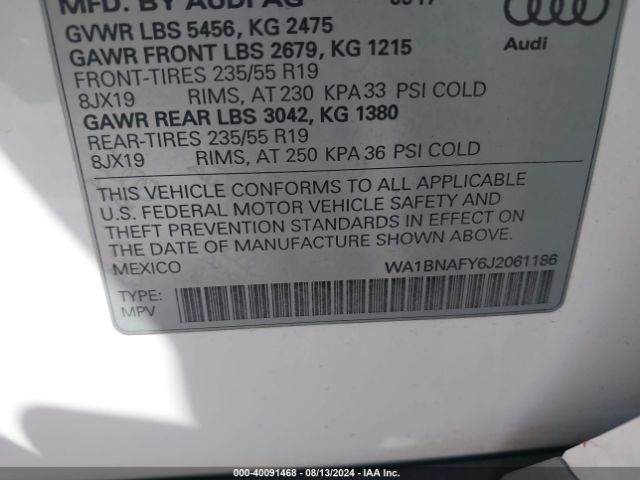 MFD. BY AUDI AG
GVWR LBS 5456, KG 2475
GAWR FRONT LBS 2679, KG 1215
FRONT-TIRES 235/55 R19
8JX19 RIMS, AT 230 KPA 33 PSI COLD
GAWR REAR LBS 3042, KG 1380
REAR-TIRES 235/55 R19
8JX19 RIMS, AT 250 KPA 36 PSI COLD
Audi
THIS VEHICLE CONFORMS TO ALL APPLICABLE
U.S. FEDERAL MOTOR VEHICLE SAFETY AND
THEFT PREVENTION STANDARDS IN EFFECT ON
THE DATE OF MANUFACTURE SHOWN ABOVE.
MEXICO WA1BNAFY6J2061186
TYPE:
MPV
000-40091468 - 08/13/2024 - IAA Inc.